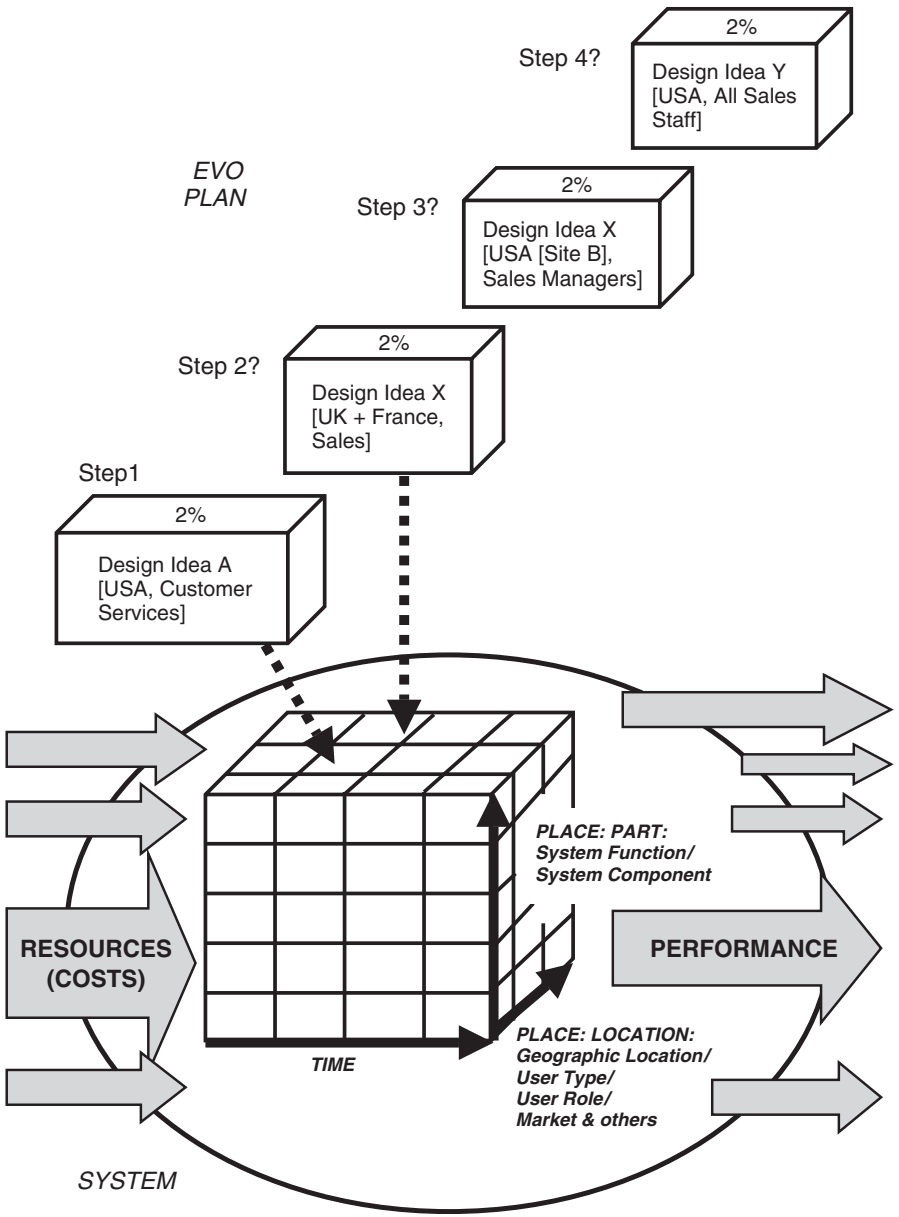 2%
Step 4?
Design Idea Y
[USA, All Sales
Staff]
EVO
PLAN
2%
Step 3?
Design Idea X
[USA [Site B],
Sales Managers]
2%
Step 2?
Design Idea X
[UK + France,
Sales]
Step1
2%
Design Idea A
[USA, Customer
Services]
PLACE: PART:
System Function/
System Component
RESOURCES
(COSTS)
PERFORMANCE
TIME
PLACE: LOCATION:
Geographic Location/
User Type/
User Role/
Market & others
SYSTEM